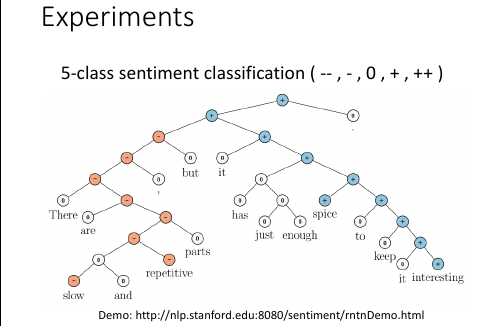 Experiments
5-class sentiment classification ( -- , - , 0 , + , ++ )
+
+ 0
.
- +
- 0 0 +
but it
- 0 0 +
,
0 - 0 0 + +
There has spice
0 - 0 0 0 +
are just enough to
- 0 0 +
parts keep
0 - 0 +
repetitive it interesting
- 0
slow and
Demo: http://nlp.stanford.edu:8080/sentiment/rntnDemo.html